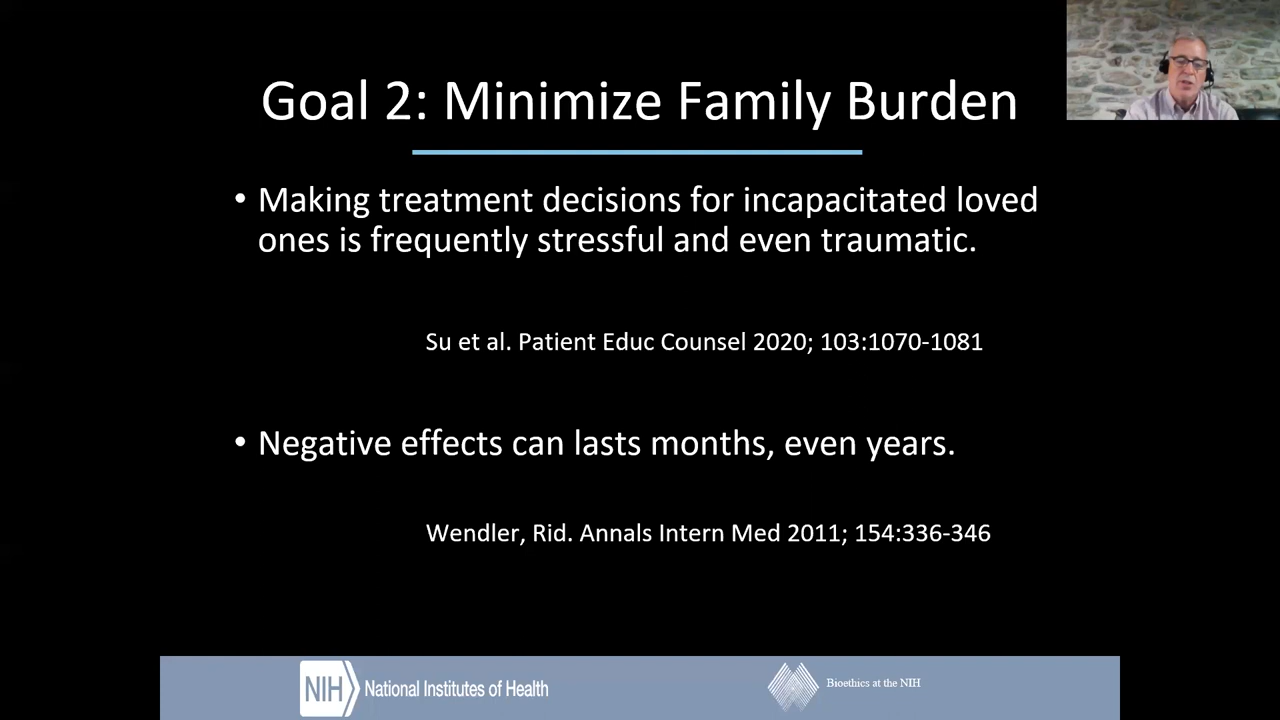 Goal 2: Minimize Family Burden
• Making treatment decisions for incapacitated loved
ones is frequently stressful and even traumatic.
Su et al. Patient Educ Counsel 2020; 103:1070-1081
• Negative effects can lasts months, even years.
Wendler, Rid. Annals Intern Med 2011; 154:336-346
NIH National Institutes of Health
Bioethics at the NIH